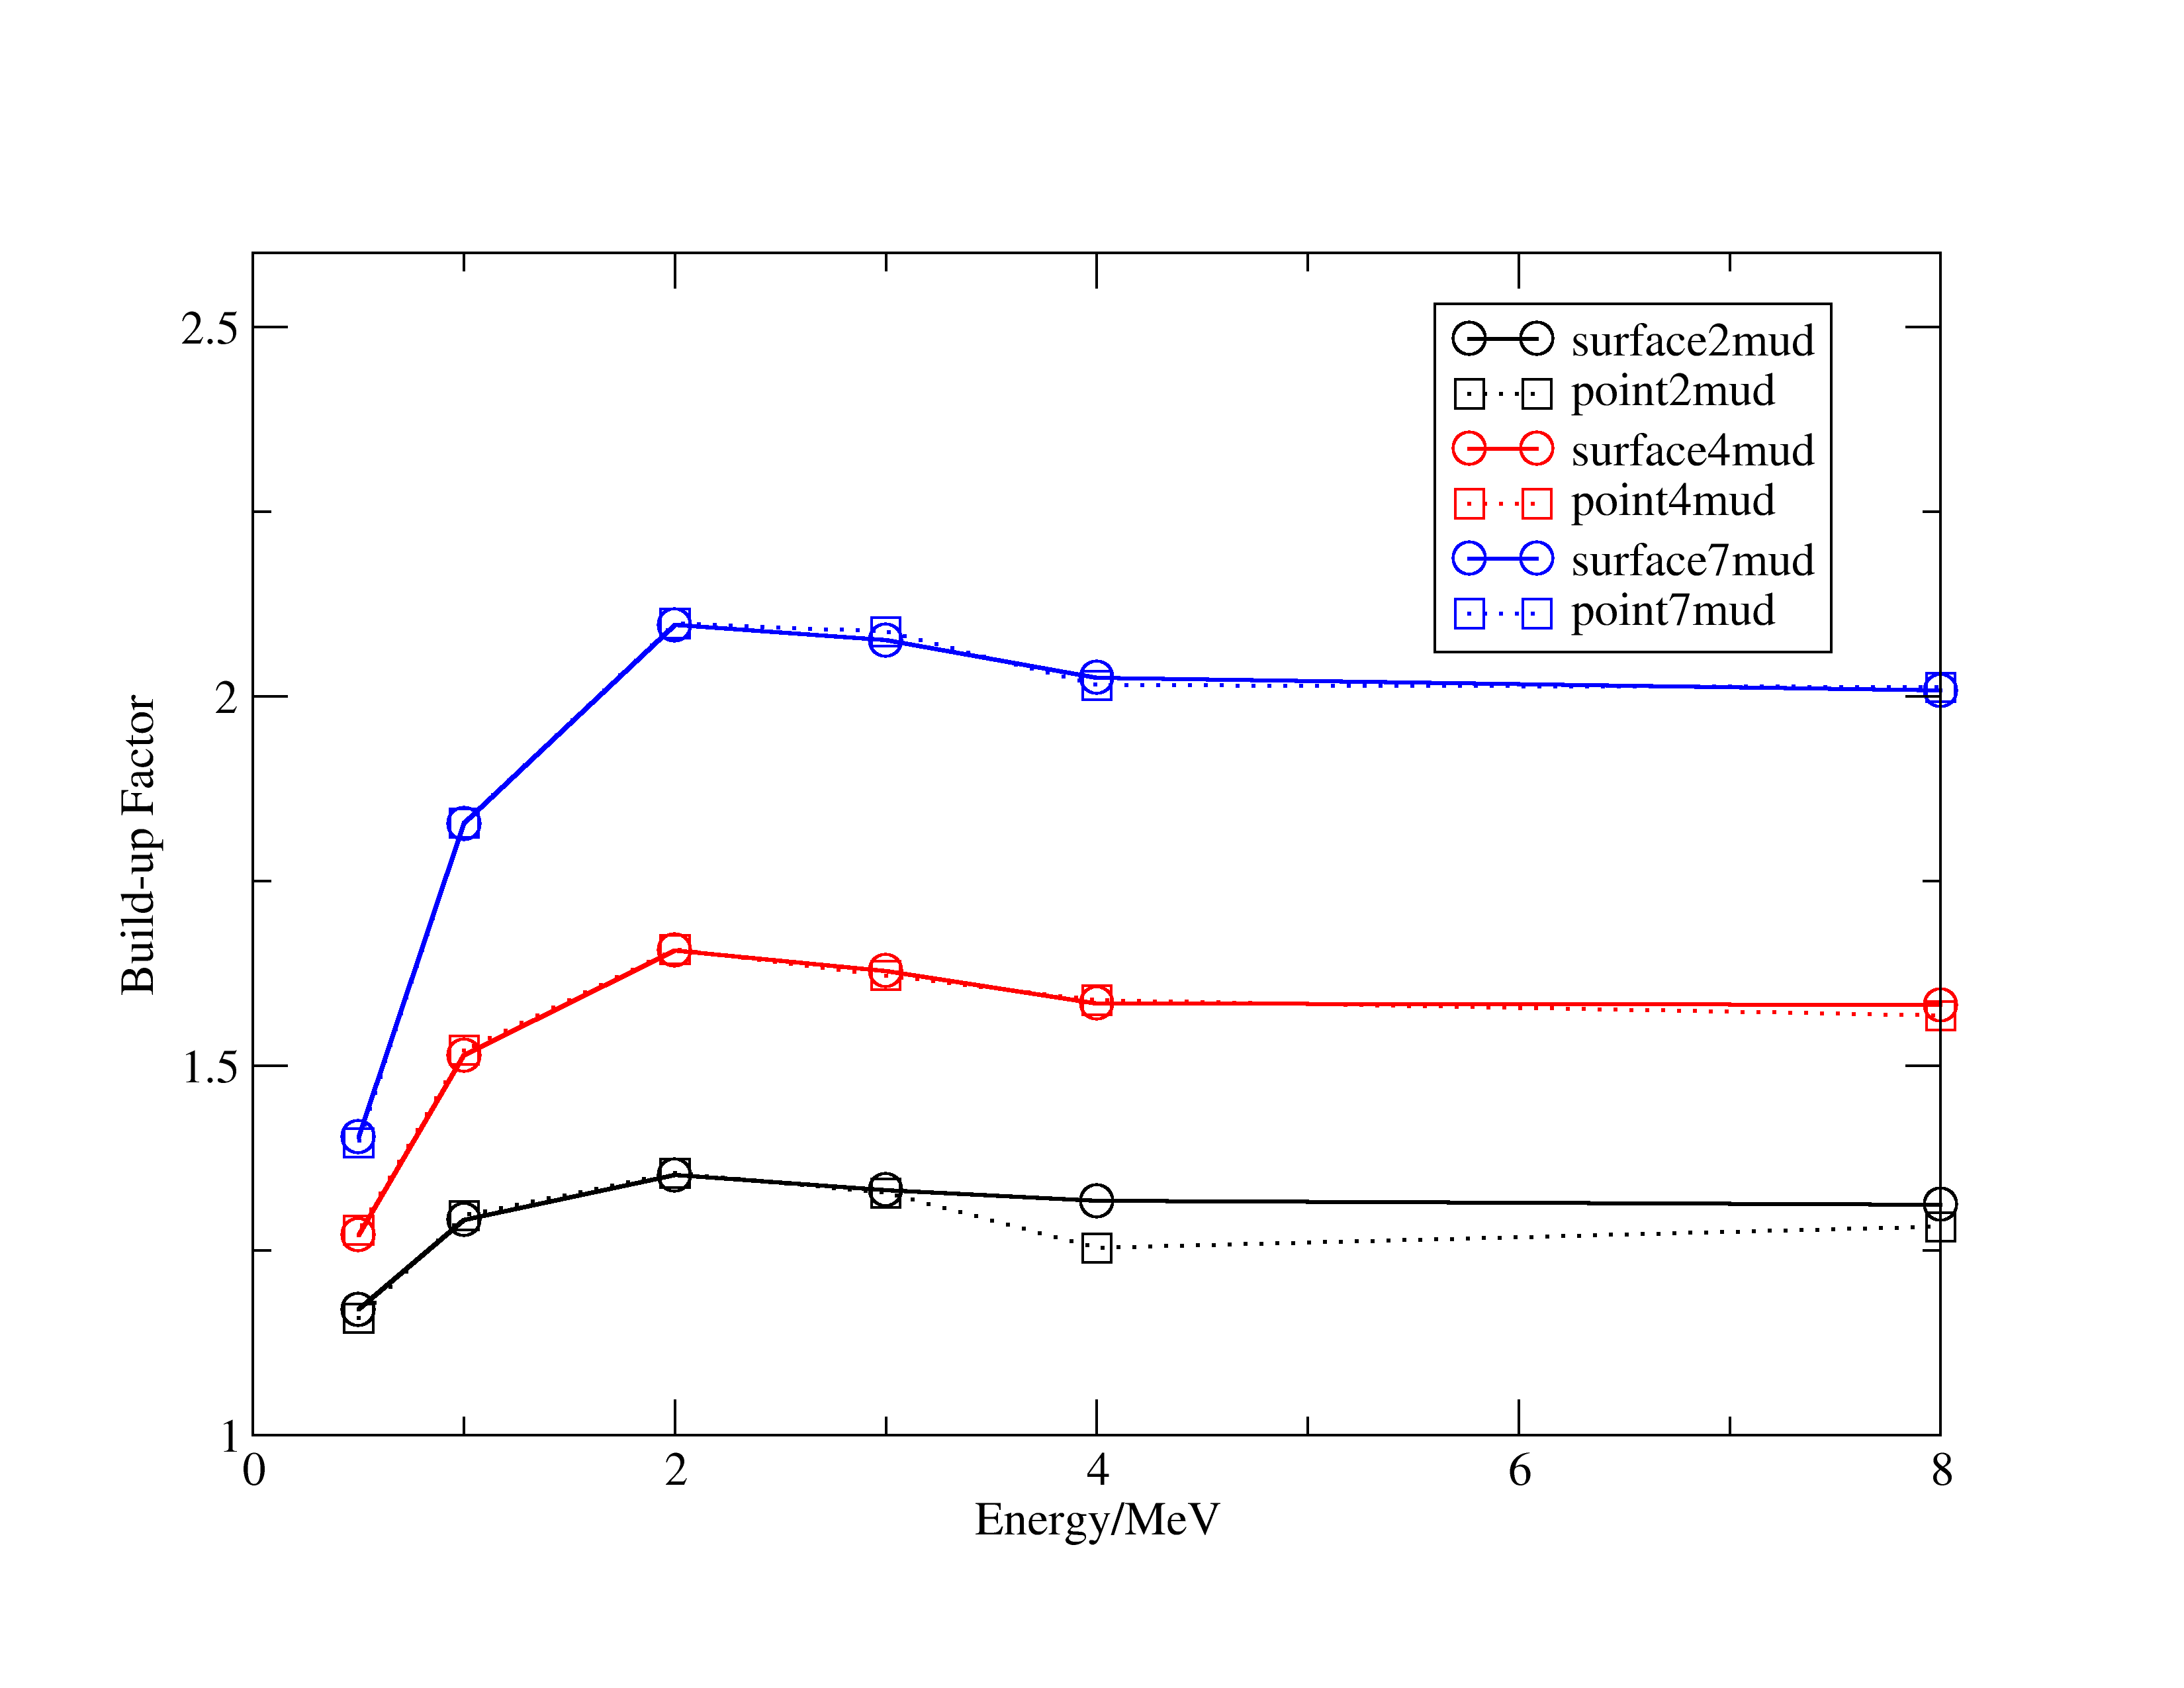 2.5
2
1.5
1
0
2
4
6
8
Build-up Factor
Energy/MeV
surface2mud
point2mud
surface4mud
point4mud
surface7mud
point7mud